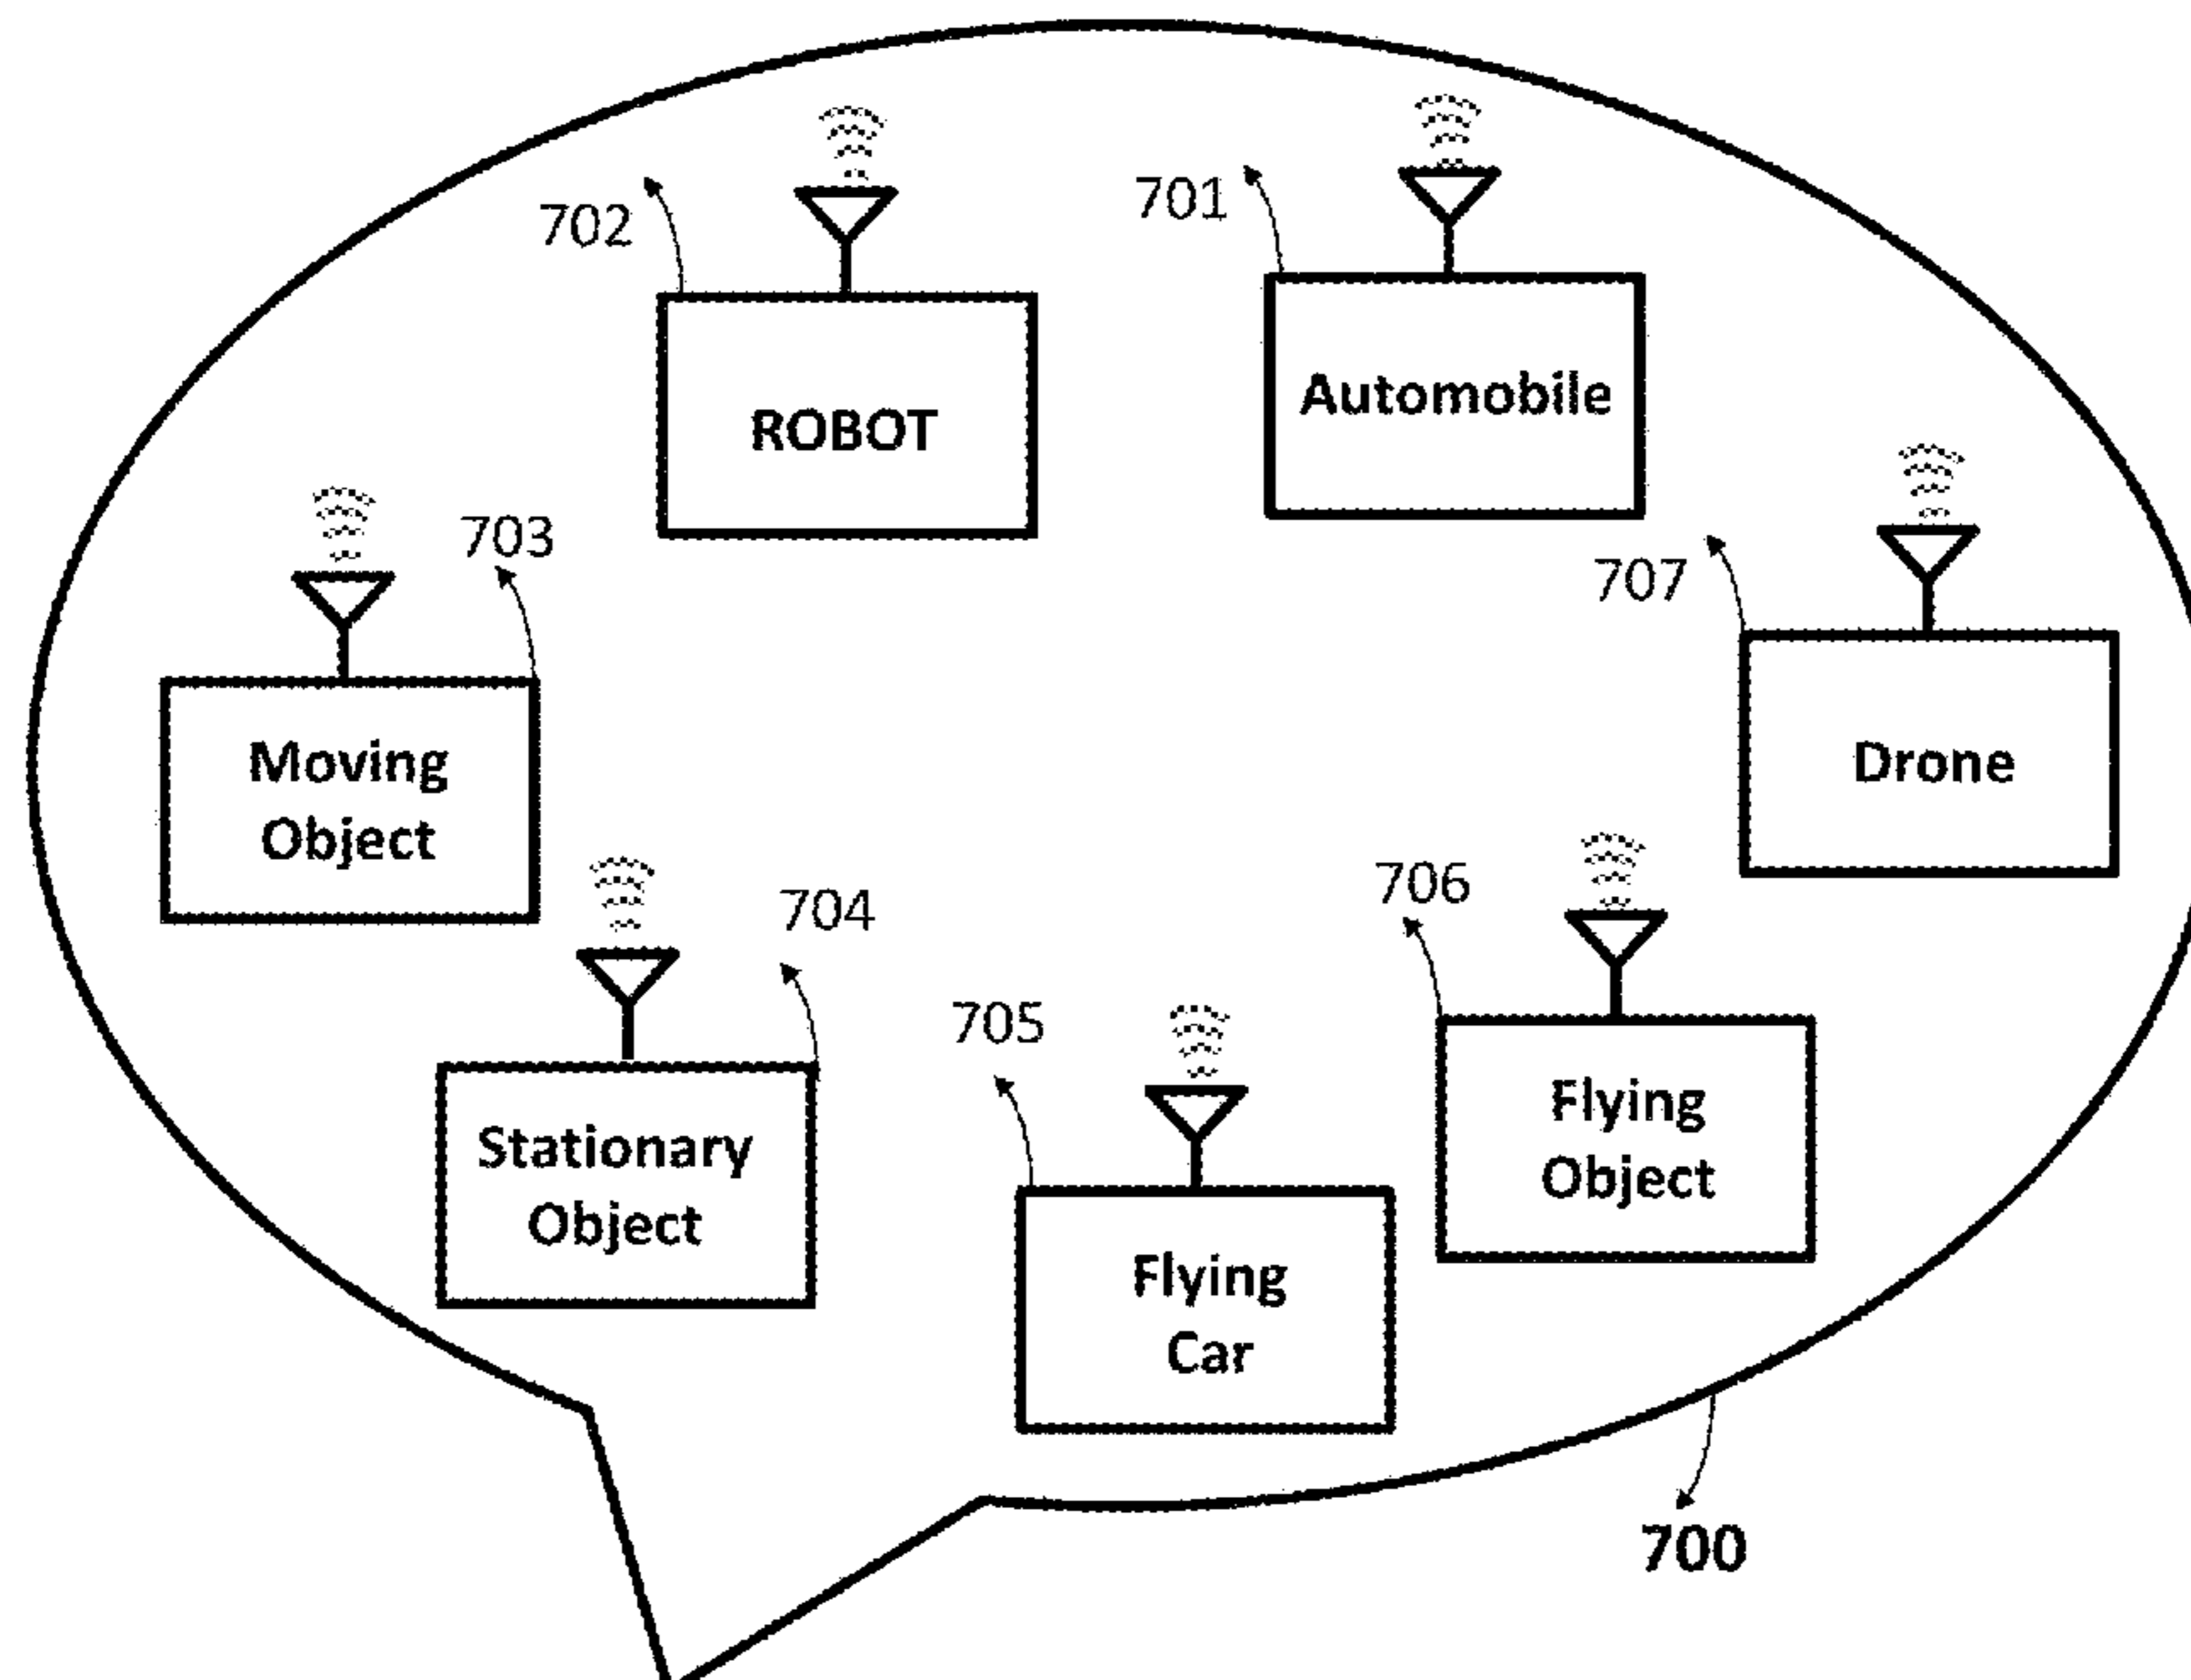 702
701
ROBOT
Automobile
703
707
Moving
Object
Drone
704
706
705
Stationary
Object
Flying
Object
Flying
Car
700